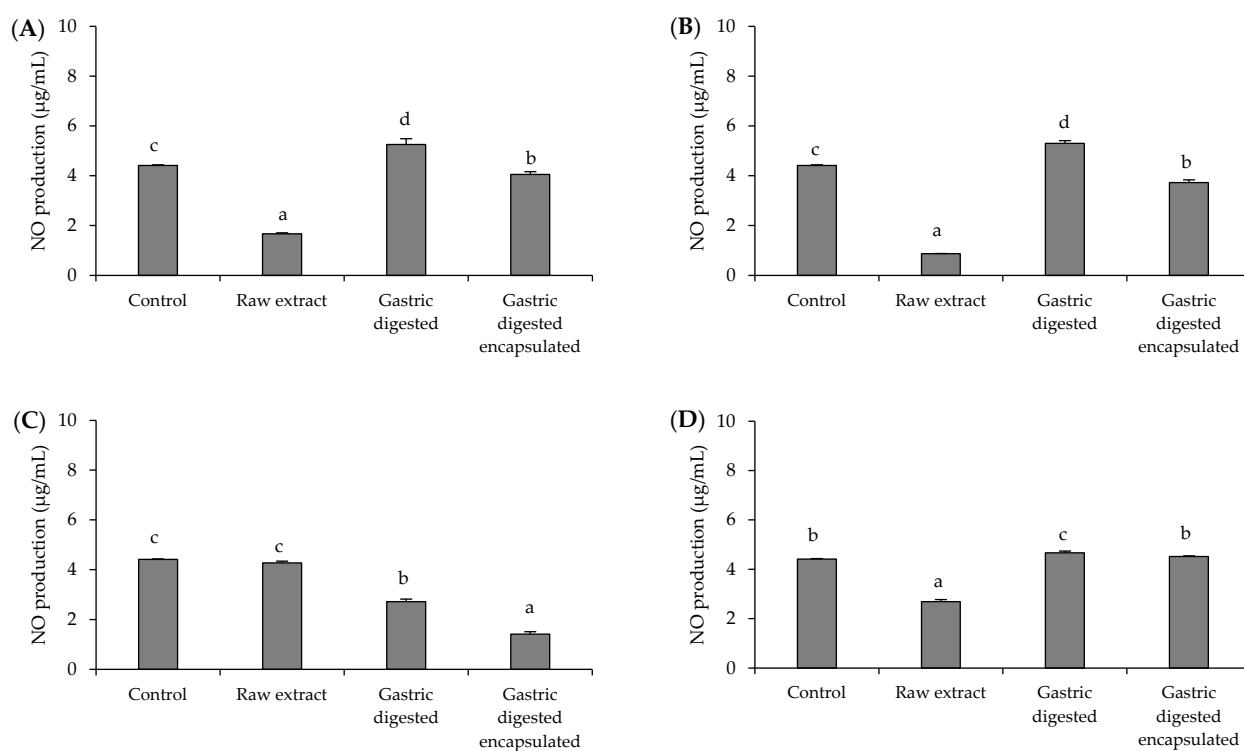 (A)
NO production (µg/mL)
10
8
6
4
2
0
c
a
d
b
Control
Raw extract
Gastric
digested
Gastric
digested
encapsulated
(B)
NO production (µg/mL)
10
8
6
4
2
0
c
a
d
b
Control
Raw extract
Gastric
digested
Gastric
digested
encapsulated
(C)
NO production (µg/mL)
10
8
6
4
2
0
c
c
b
a
Control
Raw extract
Gastric
digested
Gastric
digested
encapsulated
(D)
NO production (µg/mL)
10
8
6
4
2
0
b
a
c
b
Control
Raw extract
Gastric
digested
Gastric
digested
encapsulated